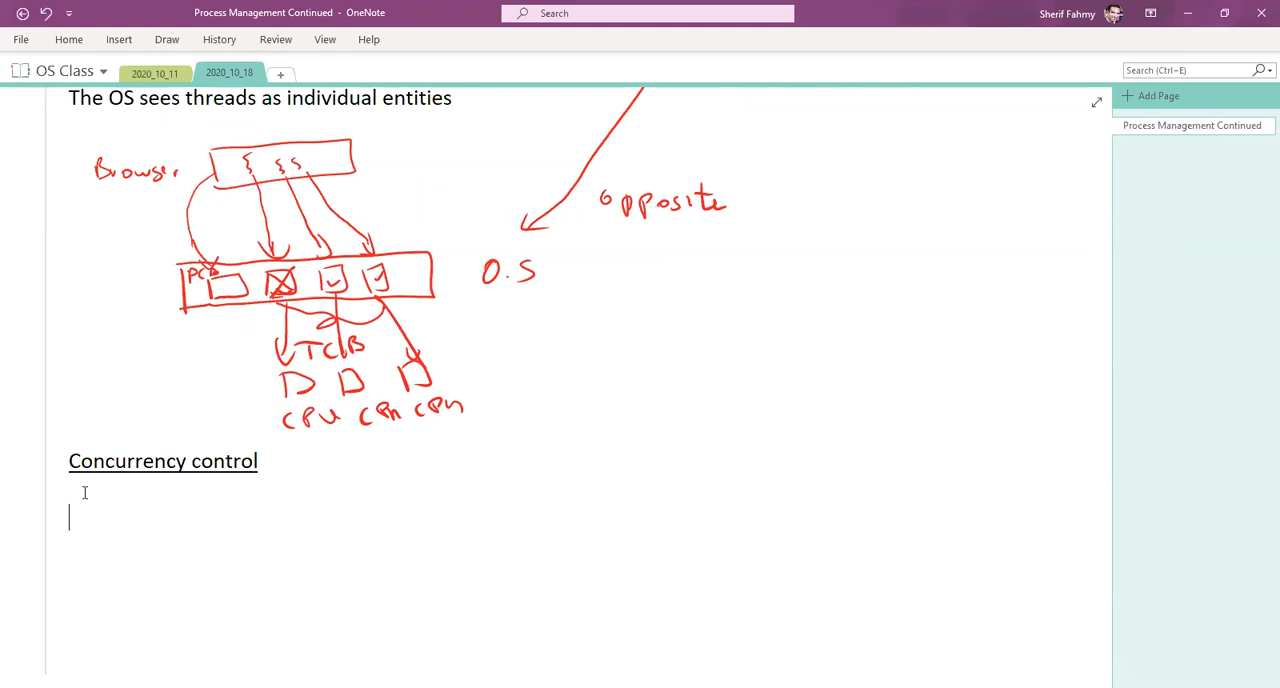 Process Management Continued - OneNote
Search
Sherif Fahmy
File Home Insert Draw History Review View Help
OS Class
2020_10_11
2020_10_18
+
Search (Ctrl+E)
+ Add Page
Process Management Continued
The OS sees threads as individual entities
Browser
opposite
PCB
O.S
TCB
CPU CPU CPU
Concurrency control